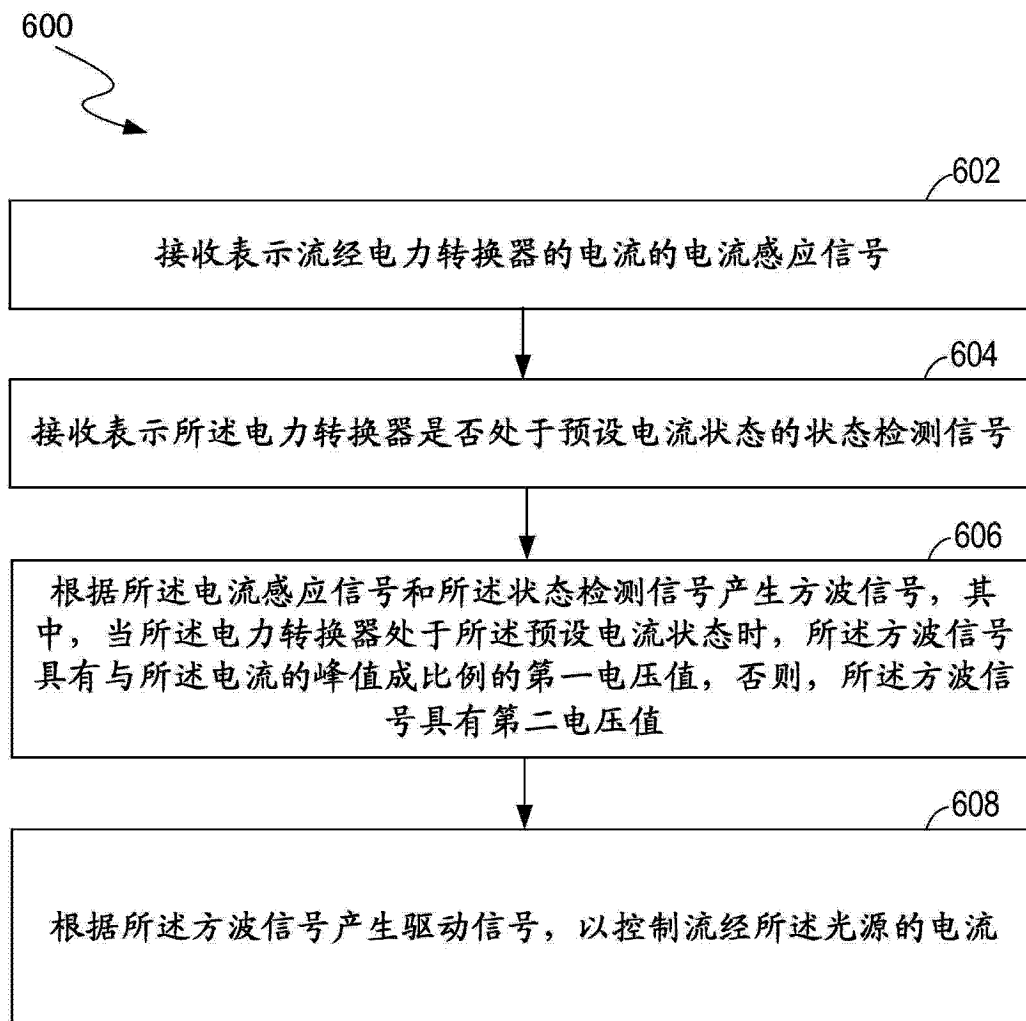 600
602
接收表示流经电力转换器的电流的电流感应信号
604
接收表示所述电力转换器是否处于预设电流状态的状态检测信号
606
根据所述电流感应信号和所述状态检测信号产生方波信号，其
中，当所述电力转换器处于所述预设电流状态时，所述方波信号
具有与所述电流的峰值成比例的第一电压值，否则，所述方波信
号具有第二电压值
608
根据所述方波信号产生驱动信号，以控制流经所述光源的电流